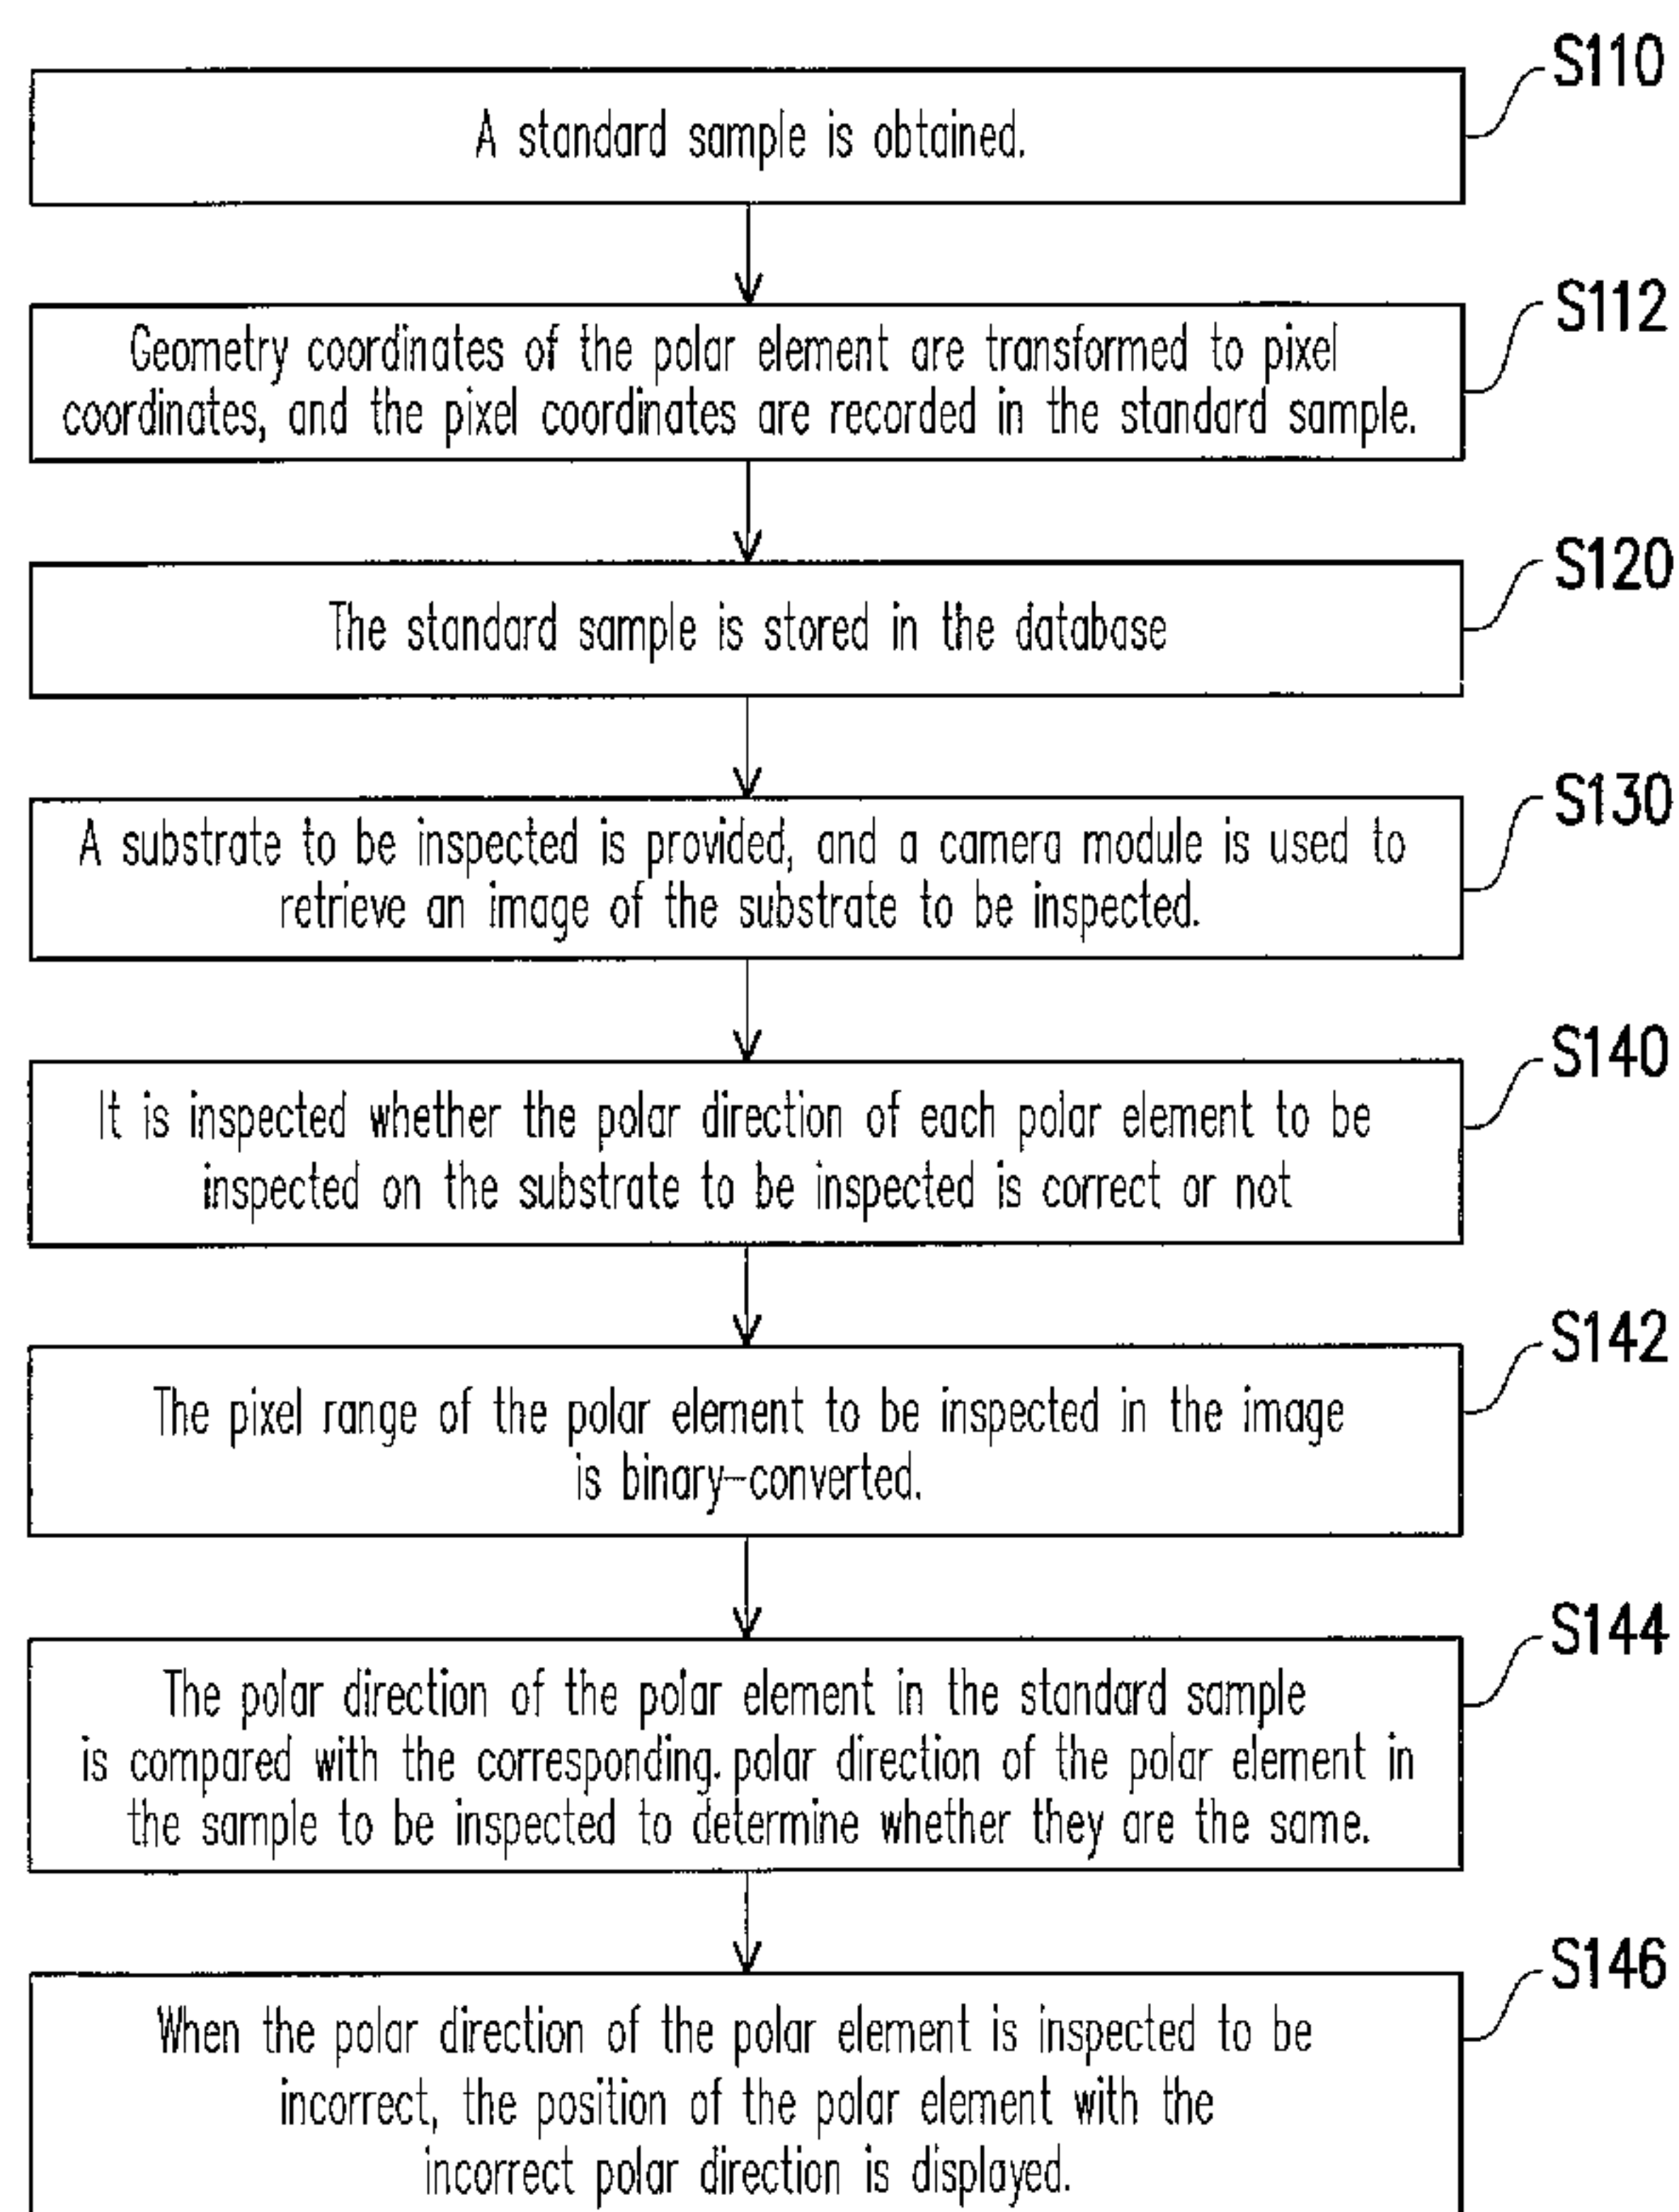 S110
A standard sample is obtained.
S112
Geometry coordinates of the polar element are transformed to pixel
coordinates, and the pixel coordinates are recorded in the standard sample.
S120
The standard sample is stored in the database
S130
A substrate to be inspected is provided, and a camera module is used to
retrieve an image of the substrate to be inspected.
S140
It is inspected whether the polar direction of each polar element to be
inspected on the substrate to be inspected is correct or not
S142
The pixel range of the polar element to be inspected in the image
is binary-converted.
S144
The polar direction of the polar element in the standard sample
is compared with the corresponding. polar direction of the polar element in
the sample to be inspected to determine whether they are the same.
S146
When the polar direction of the polar element is inspected to be
incorrect, the position of the polar element with the
incorrect polar direction is displayed.